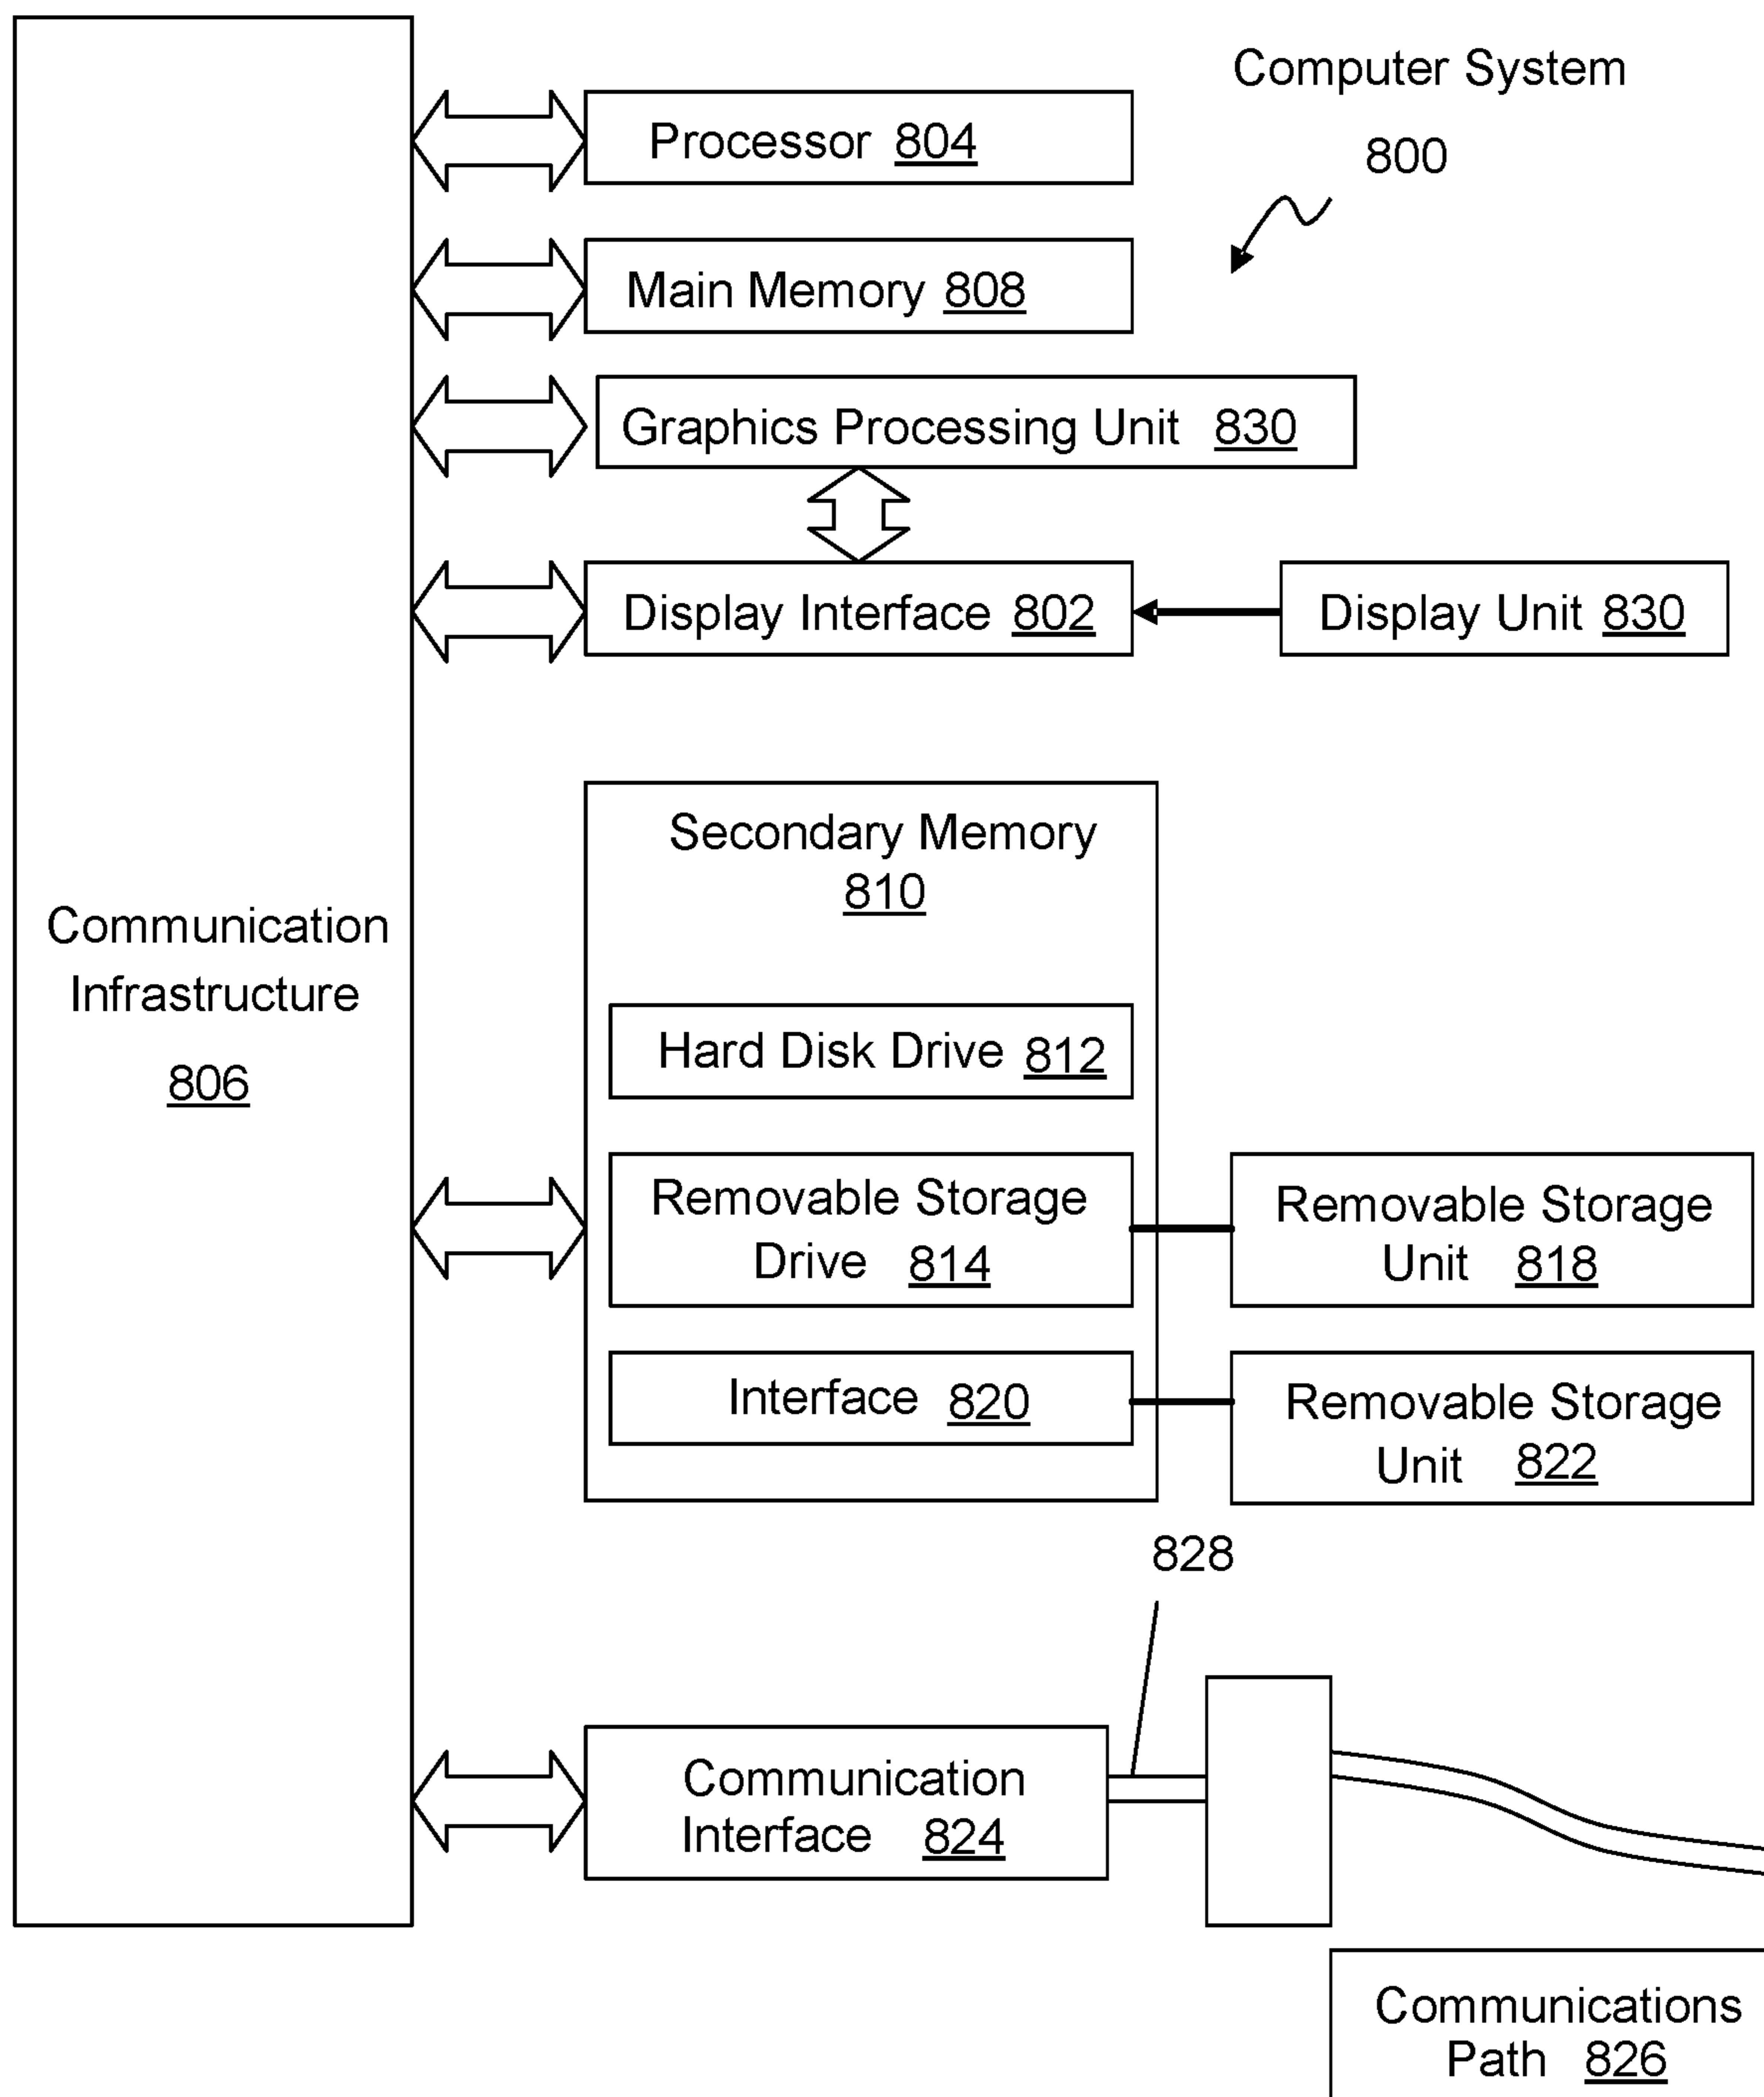 Computer System
800
Processor 804
Main Memory 808
Graphics Processing Unit 830
Display Interface 802
Display Unit 830
Secondary Memory
810
Communication
Infrastructure
806
Hard Disk Drive 812
Removable Storage
Drive 814
Removable Storage
Unit 818
Interface 820
Removable Storage
Unit 822
828
Communication
Interface 824
Communications
Path 826